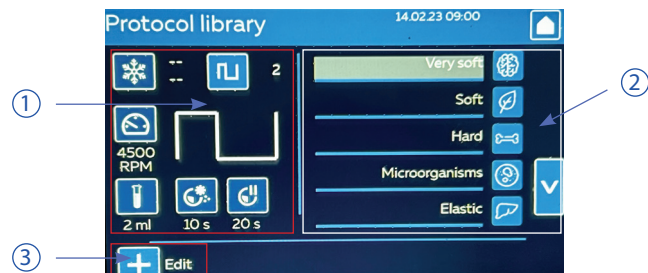 Protocol library
14.02.23 09:00
-- 2
--
4500
RPM
2 ml 10 s 20 s
Very soft
Soft
Hard
Microorganisms
Elastic
Edit
1
2
3